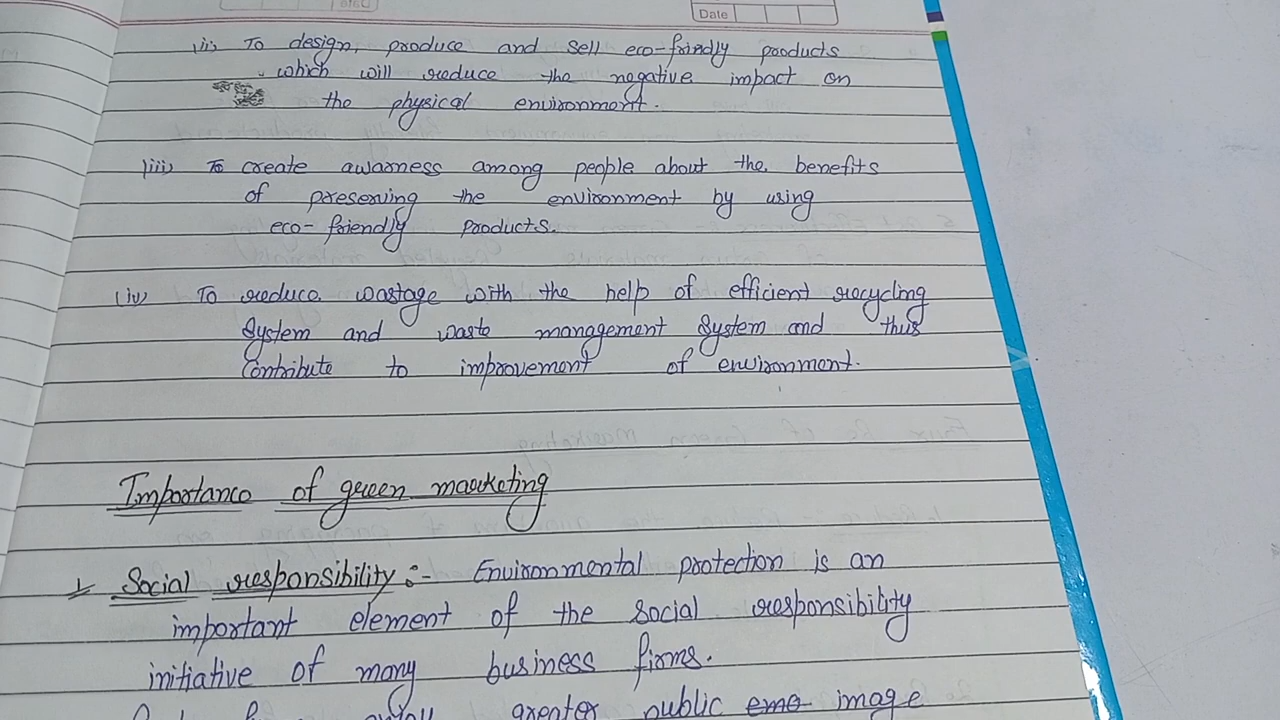 Date
(ii) To design, produce and sell eco-friendly products
which will reduce the negative impact on
the physical environment.
(iii) To create awarness among people about the benefits
of preserving the environment by using
eco-friendly products.
(iv) To reduce wastage with the help of efficient recycling
System and waste management System and thus
Contribute to improvement of environment.
Importance of green marketing
1. Social responsibility :- Environmental protection is an
important element of the social responsibility
initiative of many business firms.
enjoy greater public image